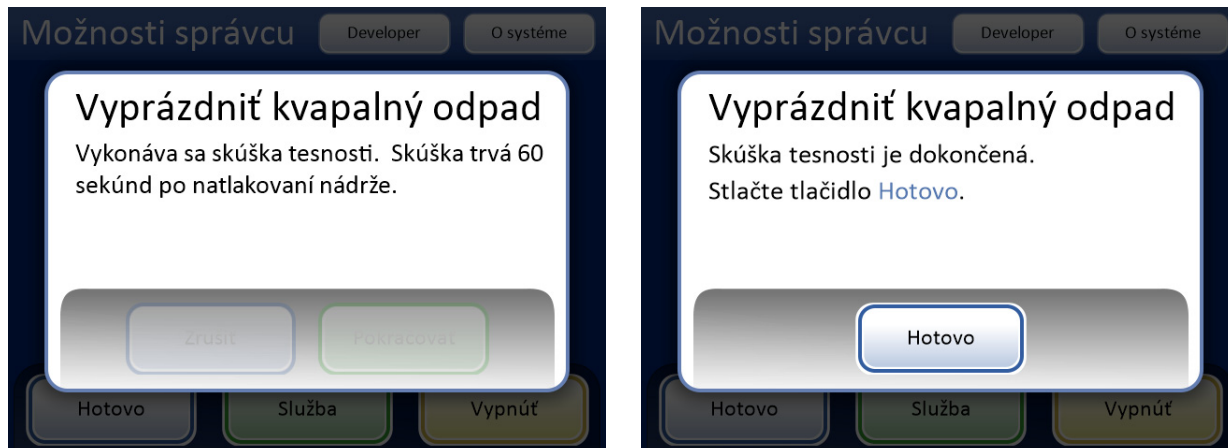 Možnosti správcu
Developer
O systéme
Vyprázdniť kvapalný odpad
Vykonáva sa skúška tesnosti.  Skúška trvá 60
sekúnd po natlakovaní nádrže.
Zrušiť
Pokračovať
Hotovo
Služba
Vypnúť
Možnosti správcu
Developer
O systéme
Vyprázdniť kvapalný odpad
Skúška tesnosti je dokončená.
Stlačte tlačidlo Hotovo.
Hotovo
Hotovo
Služba
Vypnúť